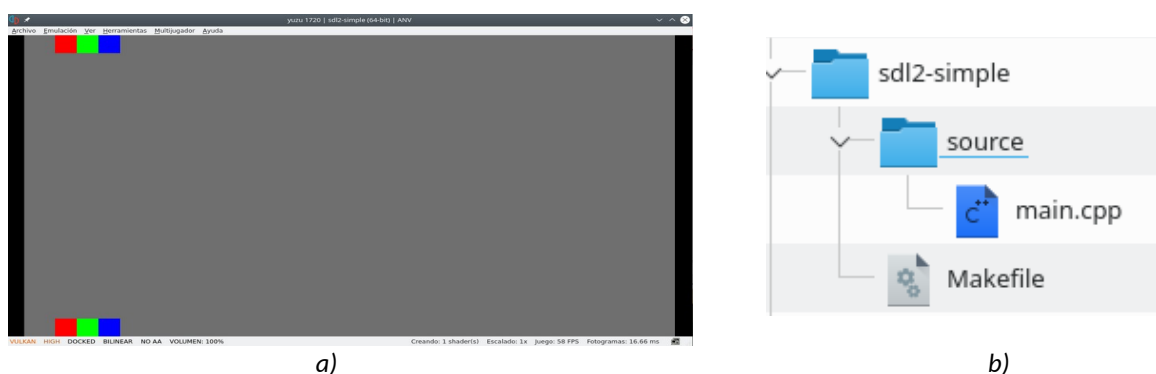 yuzu 1720 | sdl2-simple (64-bit) | ANV
Archivo Emulación Ver Herramientas Multijugador Ayuda
VULKAN HIGH DOCKED BILINEAR NO AA VOLUMEN: 100% Creando: 1 shader(s) Escalado: 1x Juego: 58 FPS Fotogramas: 16.66 ms
a)
sdl2-simple
source
C++ main.cpp
Makefile
b)